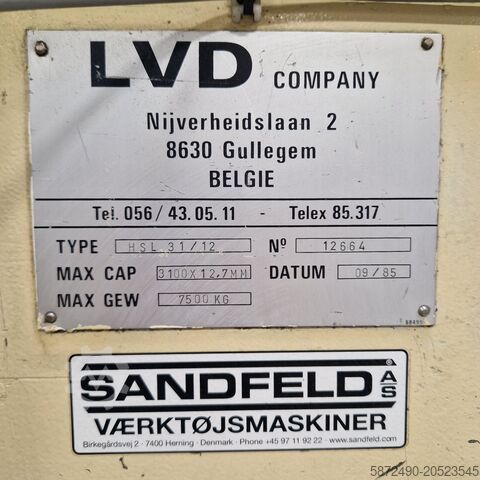 LVD COMPANY
Nijverheidslaan 2
8630 Gullegem
BELGIE
Tel. 056/43.05.11 - Telex 85.317
TYPE HSL 31/12 Nº 12664
MAX CAP 3100X12,7MM DATUM 09/85
MAX GEW 7500KG
SANDFELD A/S
VÆRKTØJSMASKINER
Birkegårdsvej 2 - 7400 Herning - Denmark - Phone +45 97 11 92 22 - www.sandfeld.com
5872490-20523545